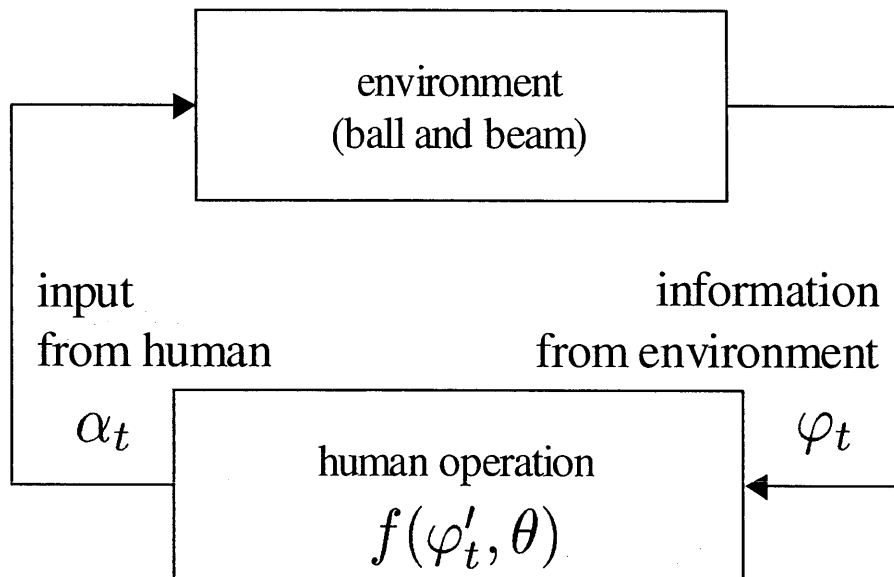 environment
(ball and beam)
input
from human
α_t
information
from environment
φ_t
human operation
f(φ'_t, θ)